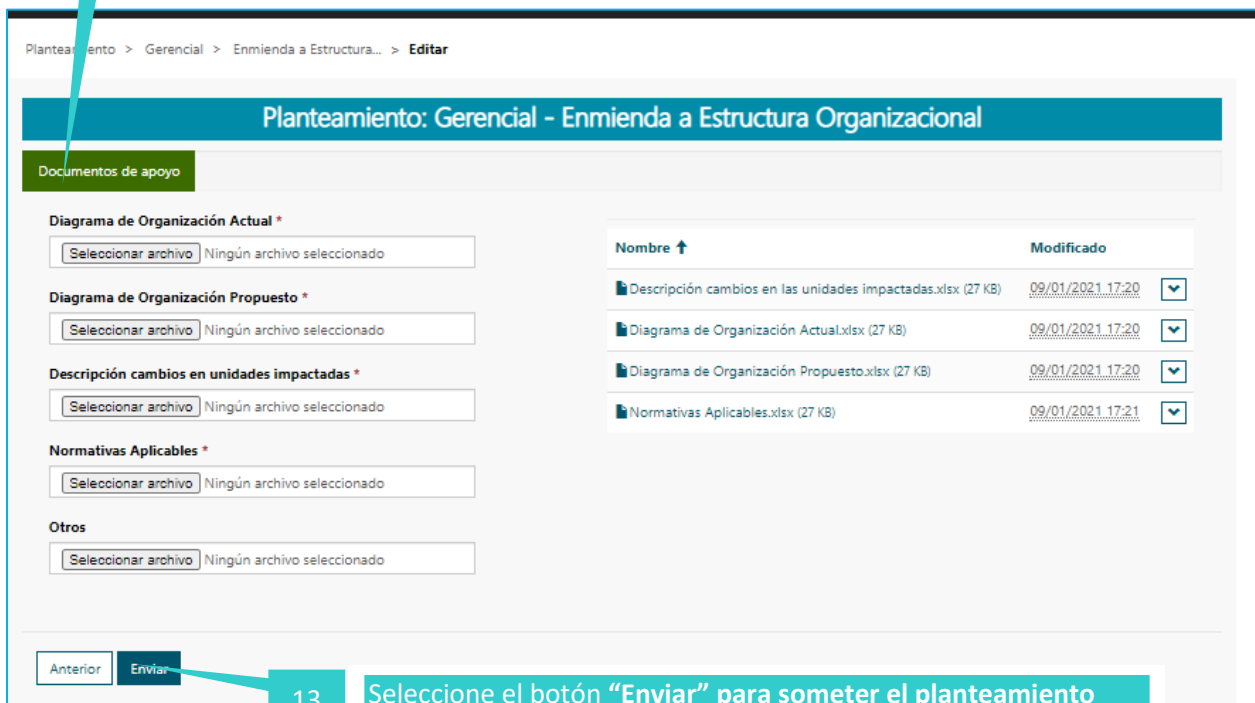 Planteamiento > Gerencial > Enmienda a Estructura... > Editar
Planteamiento: Gerencial - Enmienda a Estructura Organizacional
Documentos de apoyo
Diagrama de Organización Actual *
Seleccionar archivo Ningún archivo seleccionado
Diagrama de Organización Propuesto *
Seleccionar archivo Ningún archivo seleccionado
Descripción cambios en unidades impactadas *
Seleccionar archivo Ningún archivo seleccionado
Normativas Aplicables *
Seleccionar archivo Ningún archivo seleccionado
Otros
Seleccionar archivo Ningún archivo seleccionado
Nombre ↑ Modificado
Descripción cambios en las unidades impactadas.xlsx (27 KB) 09/01/2021 17:20
Diagrama de Organización Actual.xlsx (27 KB) 09/01/2021 17:20
Diagrama de Organización Propuesto.xlsx (27 KB) 09/01/2021 17:20
Normativas Aplicables.xlsx (27 KB) 09/01/2021 17:21
Anterior Enviar
13 Seleccione el botón “Enviar” para someter el planteamiento